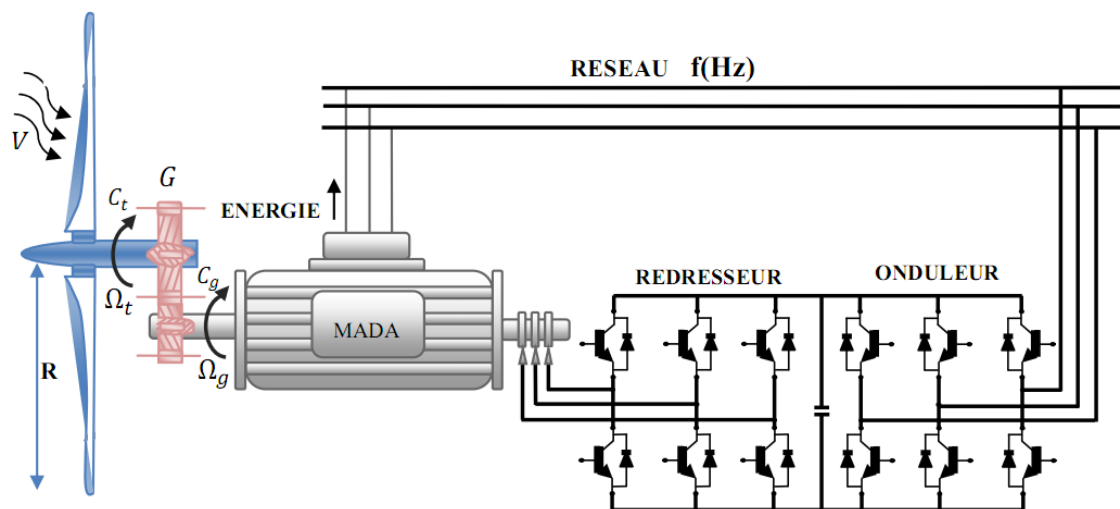 RESEAU f(Hz)
V
G
C_t
ENERGIE
Ω_t
C_g
REDRESSEUR
ONDULEUR
MADA
R
Ω_g